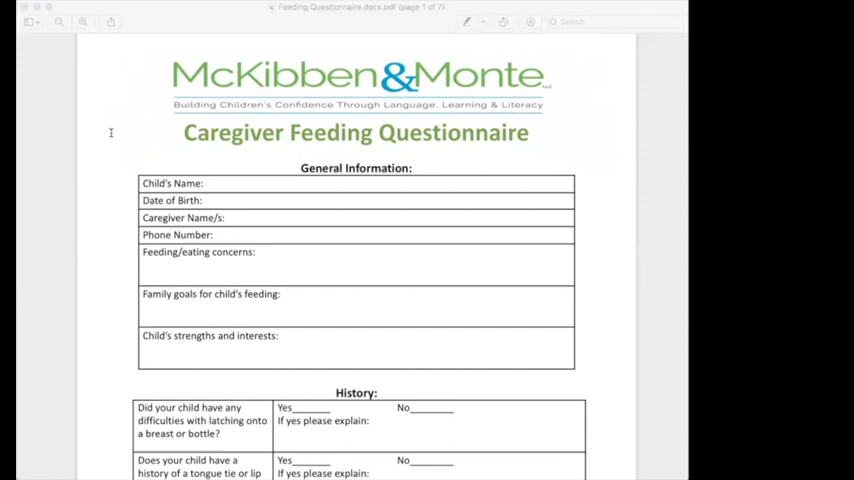 Feeding Questionnaire.docx.pdf (page 1 of 7)
Search
McKibben&Monte LLC
Building Children's Confidence Through Language, Learning & Literacy
Caregiver Feeding Questionnaire
General Information:
Child's Name:
Date of Birth:
Caregiver Name/s:
Phone Number:
Feeding/eating concerns:
Family goals for child's feeding:
Child's strengths and interests:
History:
Did your child have any
difficulties with latching onto
a breast or bottle?
Yes_______ No________
If yes please explain:
Does your child have a
history of a tongue tie or lip
Yes_______ No________
If yes please explain: